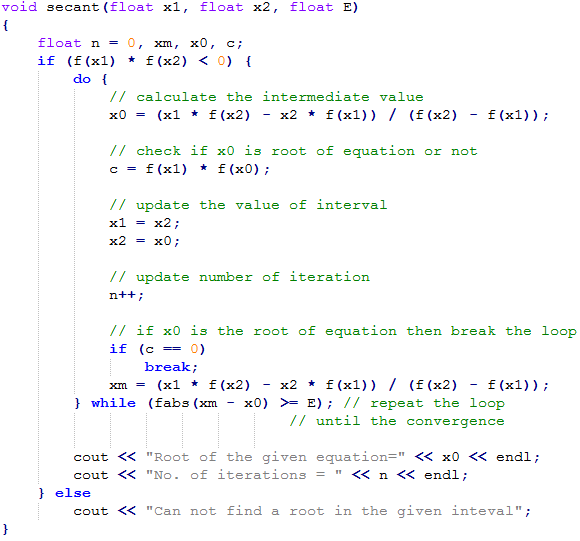 void secant(float x1, float x2, float E)
{
    float n = 0, xm, x0, c;
    if (f(x1) * f(x2) < 0) {
        do {
            // calculate the intermediate value
            x0 = (x1 * f(x2) - x2 * f(x1)) / (f(x2) - f(x1));

            // check if x0 is root of equation or not
            c = f(x1) * f(x0);

            // update the value of interval
            x1 = x2;
            x2 = x0;

            // update number of iteration
            n++;

            // if x0 is the root of equation then break the loop
            if (c == 0)
                break;
            xm = (x1 * f(x2) - x2 * f(x1)) / (f(x2) - f(x1));
        } while (fabs(xm - x0) >= E); // repeat the loop
                                // until the convergence

        cout << "Root of the given equation=" << x0 << endl;
        cout << "No. of iterations = " << n << endl;
    } else
        cout << "Can not find a root in the given inteval";
}